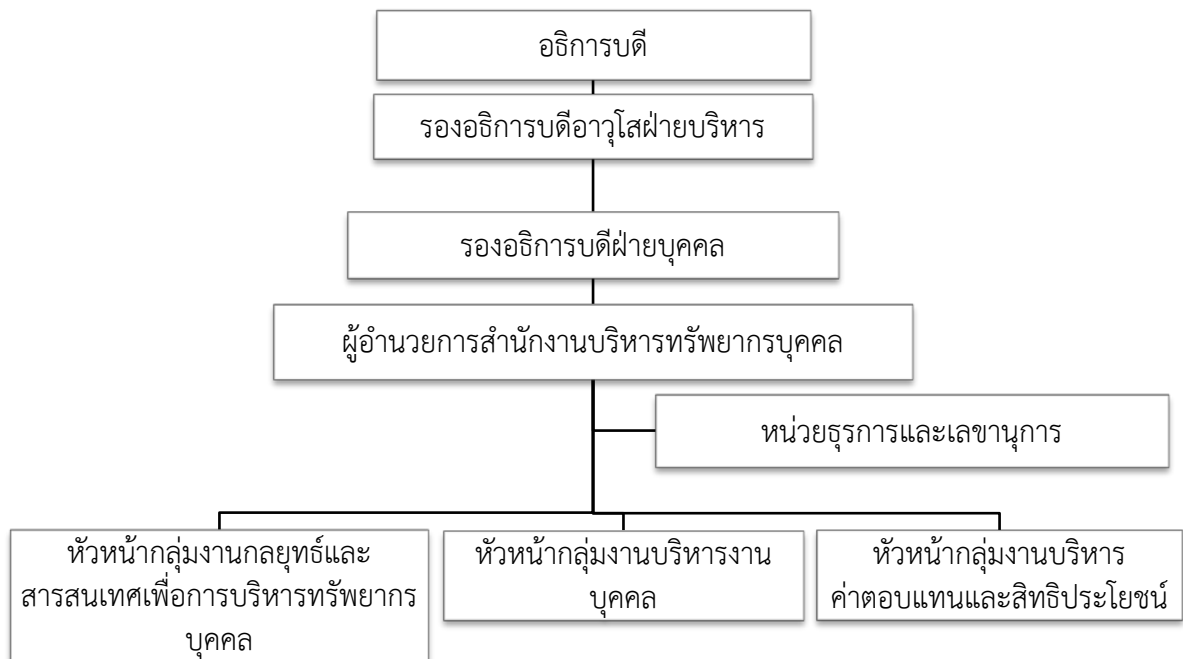 อธิการบดี
รองอธิการบดีอาวุโสฝ่ายบริหาร
รองอธิการบดีฝ่ายบุคคล
ผู้อำนวยการสำนักงานบริหารทรัพยากรบุคคล
หน่วยธุรการและเลขานุการ
หัวหน้ากลุ่มงานกลยุทธ์และ
สารสนเทศเพื่อการบริหารทรัพยากร
บุคคล
หัวหน้ากลุ่มงานบริหารงาน
บุคคล
หัวหน้ากลุ่มงานบริหาร
ค่าตอบแทนและสิทธิประโยชน์